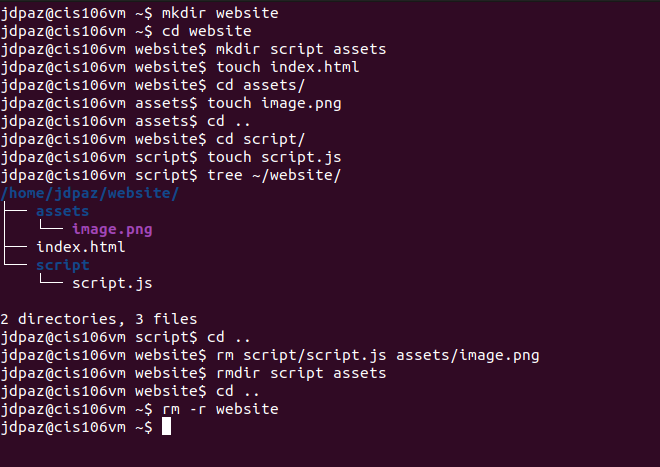 jdpaz@cis106vm ~$ mkdir website
jdpaz@cis106vm ~$ cd website
jdpaz@cis106vm website$ mkdir script assets
jdpaz@cis106vm website$ touch index.html
jdpaz@cis106vm website$ cd assets/
jdpaz@cis106vm assets$ touch image.png
jdpaz@cis106vm assets$ cd ..
jdpaz@cis106vm website$ cd script/
jdpaz@cis106vm script$ touch script.js
jdpaz@cis106vm script$ tree ~/website/
/home/jdpaz/website/
├── assets
│   └── image.png
├── index.html
└── script
    └── script.js

2 directories, 3 files
jdpaz@cis106vm script$ cd ..
jdpaz@cis106vm website$ rm script/script.js assets/image.png
jdpaz@cis106vm website$ rmdir script assets
jdpaz@cis106vm website$ cd ..
jdpaz@cis106vm ~$ rm -r website
jdpaz@cis106vm ~$